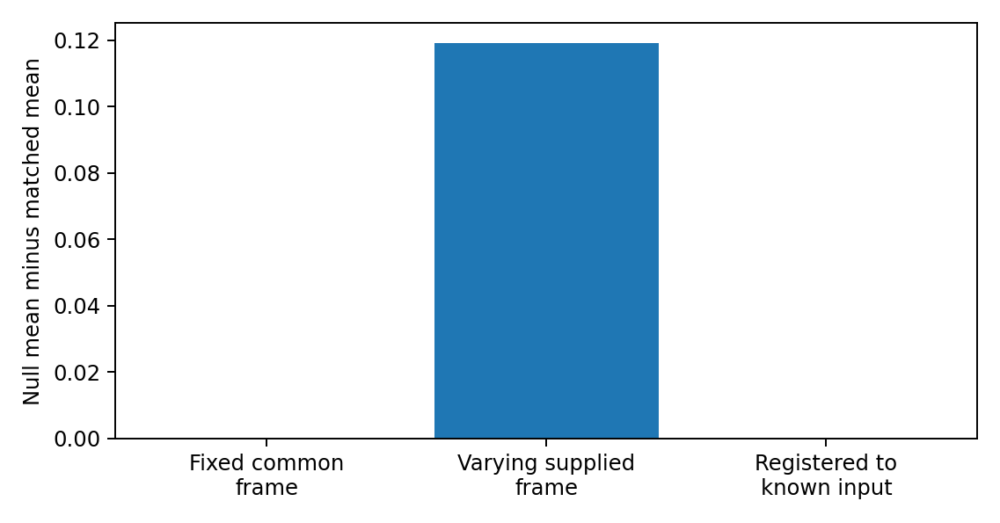 Null mean minus matched mean
0.12
0.10
0.08
0.06
0.04
0.02
0.00
Fixed common
frame
Varying supplied
frame
Registered to
known input